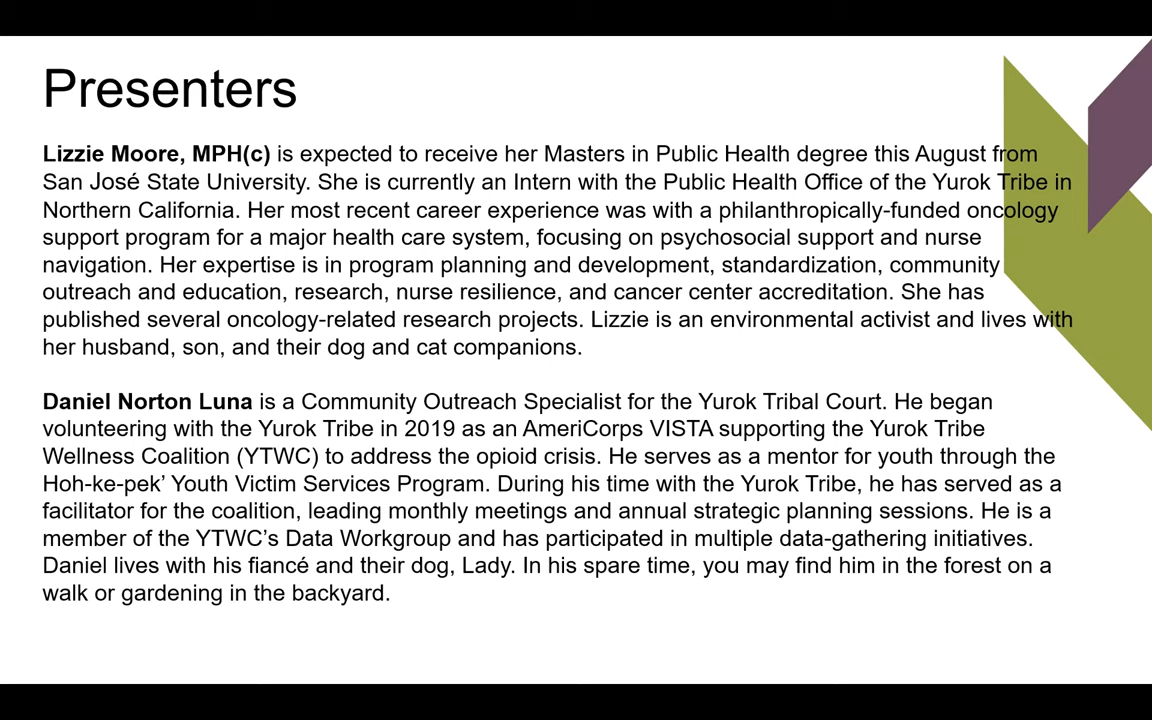 Presenters
Lizzie Moore, MPH(c) is expected to receive her Masters in Public Health degree this August from
San José State University. She is currently an Intern with the Public Health Office of the Yurok Tribe in
Northern California. Her most recent career experience was with a philanthropically-funded oncology
support program for a major health care system, focusing on psychosocial support and nurse
navigation. Her expertise is in program planning and development, standardization, community
outreach and education, research, nurse resilience, and cancer center accreditation. She has
published several oncology-related research projects. Lizzie is an environmental activist and lives with
her husband, son, and their dog and cat companions.
Daniel Norton Luna is a Community Outreach Specialist for the Yurok Tribal Court. He began
volunteering with the Yurok Tribe in 2019 as an AmeriCorps VISTA supporting the Yurok Tribe
Wellness Coalition (YTWC) to address the opioid crisis. He serves as a mentor for youth through the
Hoh-ke-pek’ Youth Victim Services Program. During his time with the Yurok Tribe, he has served as a
facilitator for the coalition, leading monthly meetings and annual strategic planning sessions. He is a
member of the YTWC’s Data Workgroup and has participated in multiple data-gathering initiatives.
Daniel lives with his fiancé and their dog, Lady. In his spare time, you may find him in the forest on a
walk or gardening in the backyard.